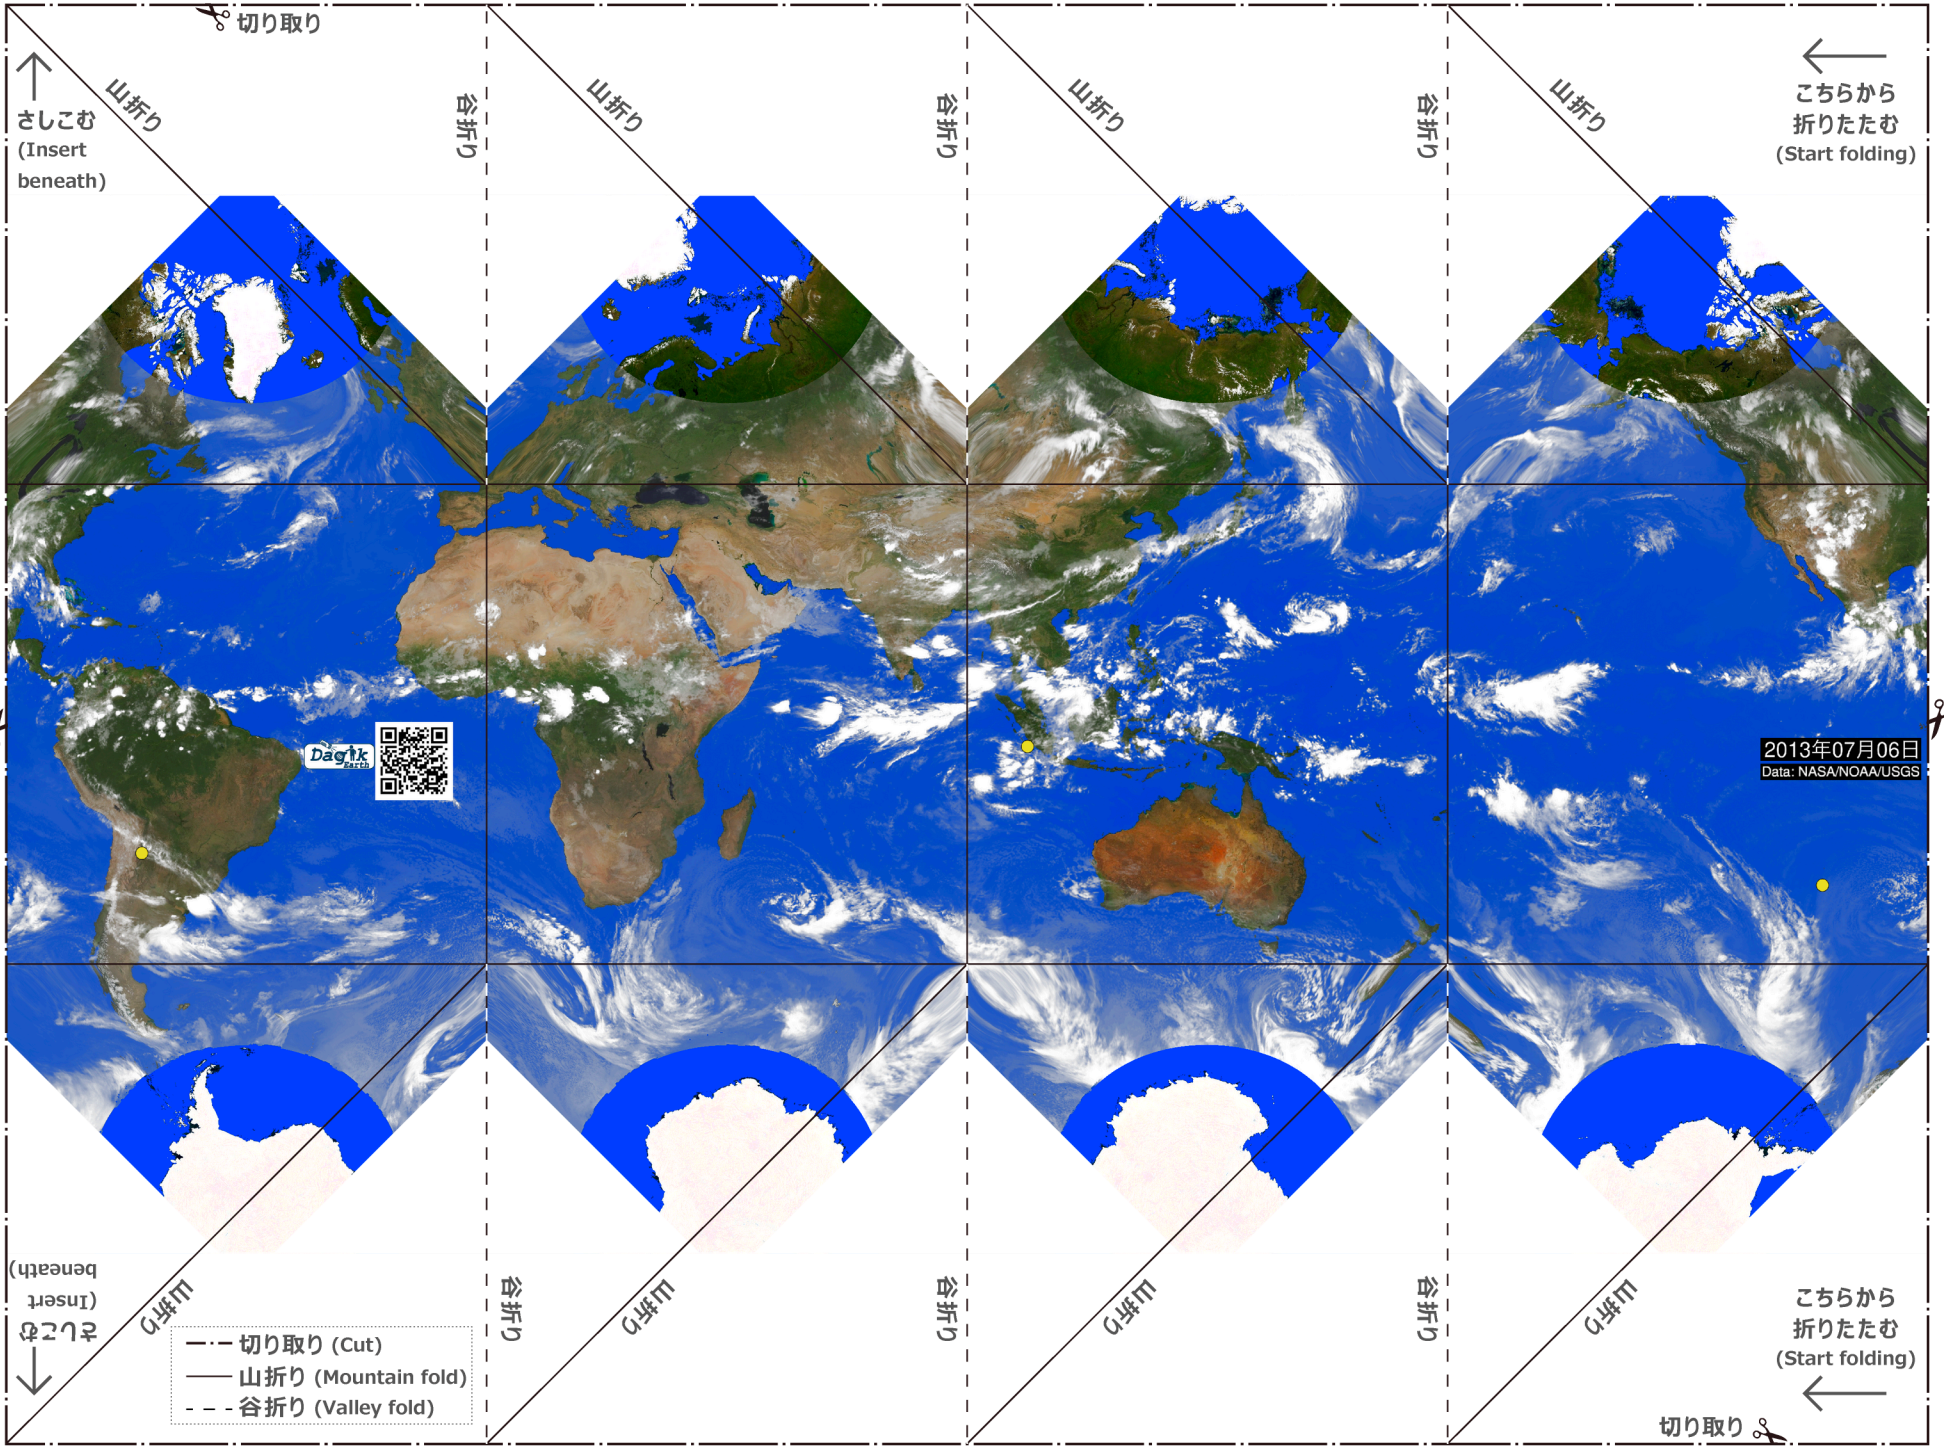 切り取り
山折り
谷折り
山折り
谷折り
山折り
谷折り
山折り
さしこむ
(Insert
beneath)
こちらから
折りたたむ
(Start folding)
Dagik
Earth
2013年07月06日
Data: NASA/NOAA/USGS
さしこむ
(Insert
beneath)
山折り
谷折り
山折り
谷折り
山折り
谷折り
山折り
こちらから
折りたたむ
(Start folding)
切り取り (Cut)
山折り (Mountain fold)
谷折り (Valley fold)
切り取り